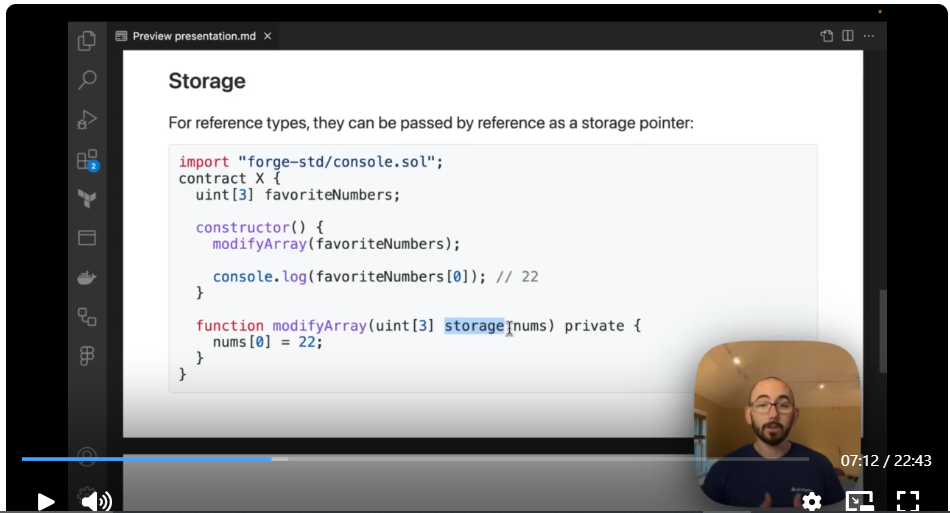 Preview presentation.md
Storage
For reference types, they can be passed by reference as a storage pointer:
import "forge-std/console.sol";
contract X {
  uint[3] favoriteNumbers;
  constructor() {
    modifyArray(favoriteNumbers);
    console.log(favoriteNumbers[0]); // 22
  }
  function modifyArray(uint[3] storage nums) private {
    nums[0] = 22;
  }
}
2
07:12 / 22:43